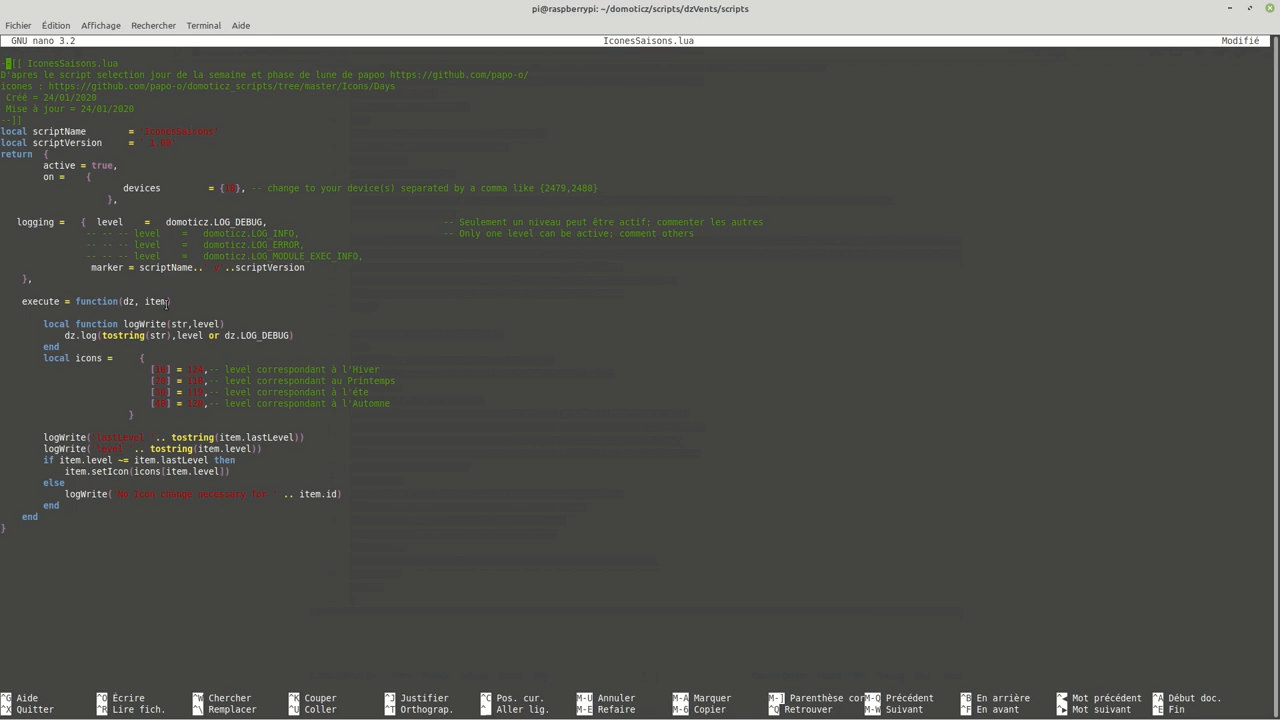 pi@raspberrypi: ~/domoticz/scripts/dzVents/scripts
Fichier Édition Affichage Rechercher Terminal Aide
GNU nano 3.2 IconesSaisons.lua Modifié
--[[ IconesSaisons.lua
D'apres le script selection jour de la semaine et phase de lune de papoo https://github.com/papo-o/
icones : https://github.com/papo-o/domoticz_scripts/tree/master/Icons/Days
Créé = 24/01/2020
Mise à jour = 24/01/2020
--]]
local scriptName = 'IconesSaisons'
local scriptVersion = ' 1.00'
return {
active = true,
on = {
devices = { }, -- change to your device(s) separated by a comma like {2479,2480}
},
logging = { level = domoticz.LOG_DEBUG, -- Seulement un niveau peut être actif; commenter les autres
-- -- -- level = domoticz.LOG_INFO, -- Only one level can be active; comment others
-- -- -- level = domoticz.LOG_ERROR,
-- -- -- level = domoticz.LOG_MODULE_EXEC_INFO,
marker = scriptName..' v'..scriptVersion
},
execute = function(dz, item)
local function logWrite(str,level)
dz.log(tostring(str),level or dz.LOG_DEBUG)
end
local icons = {
[10] = ,-- level correspondant à l'Hiver
[20] = ,-- level correspondant au Printemps
[30] = ,-- level correspondant à l'éte
[40] = ,-- level correspondant à l'Automne
}
logWrite('lastLevel '.. tostring(item.lastLevel))
logWrite('level ' .. tostring(item.level))
if item.level ~= item.lastLevel then
item.setIcon(icons[item.level])
else
logWrite('No Icon change necessary for ' .. item.id)
end
end
}
^G Aide ^O Écrire ^W Chercher ^K Couper ^J Justifier ^C Pos. cur. M-U Annuler M-A Marquer M-] Parenthèse cor M-Q Précédent ^B En arrière ^◂ Mot précédent ^A Début doc.
^X Quitter ^R Lire fich. ^\ Remplacer ^U Coller ^T Orthograp. ^_ Aller lig. M-E Refaire M-6 Copier ^Q Retrouver M-W Suivant ^F En avant ^▸ Mot suivant ^E Fin